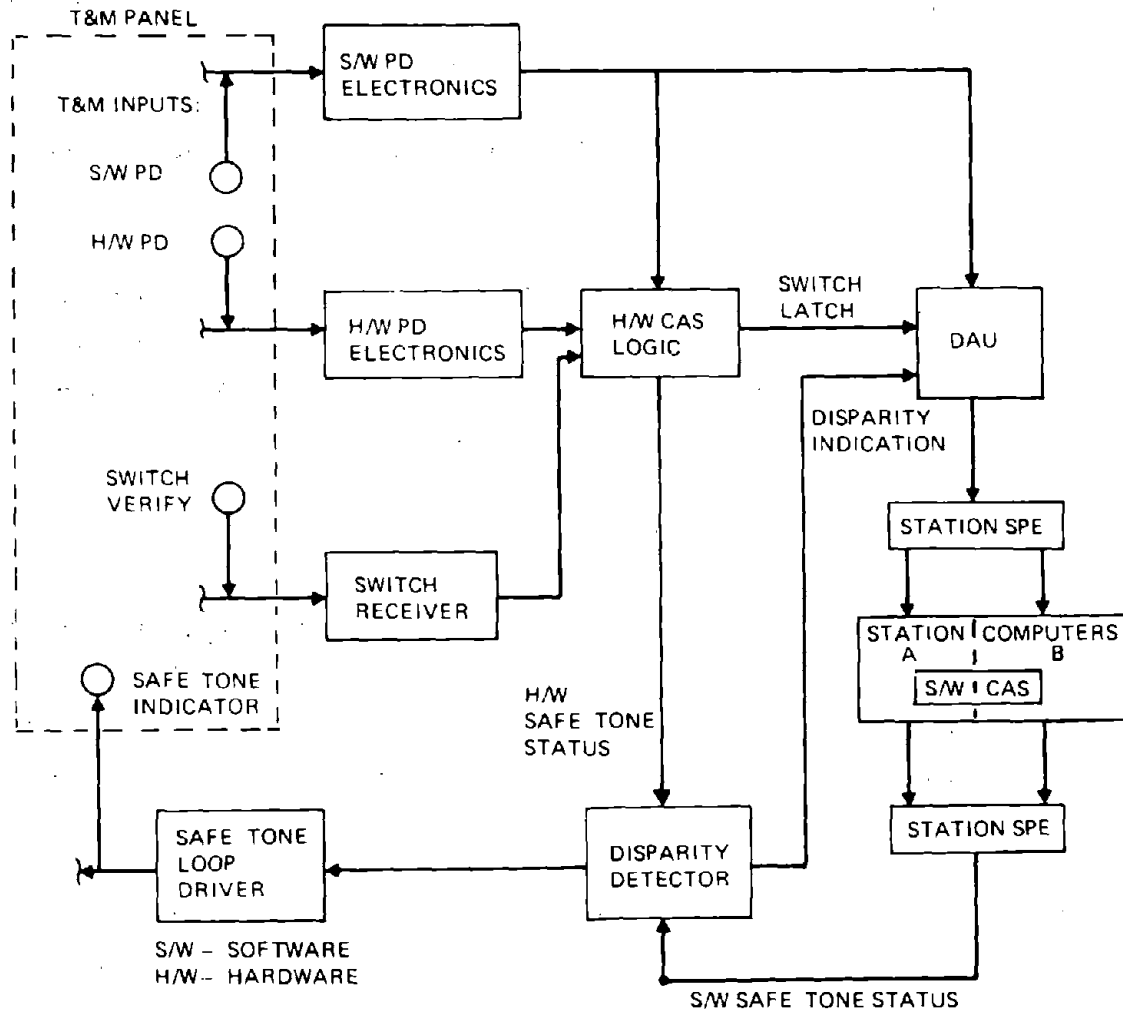 T&M PANEL
T&M INPUTS:
S/W PD
H/W PD
SWITCH
VERIFY
SAFE TONE
INDICATOR
S/W PD
ELECTRONICS
H/W PD
ELECTRONICS
SWITCH
RECEIVER
H/W CAS
LOGIC
SWITCH
LATCH
DAU
DISPARITY
INDICATION
STATION SPE
STATION COMPUTERS
A B
S/W CAS
STATION SPE
H/W
SAFE TONE
STATUS
DISPARITY
DETECTOR
SAFE TONE
LOOP
DRIVER
S/W – SOFTWARE
H/W – HARDWARE
S/W SAFE TONE STATUS